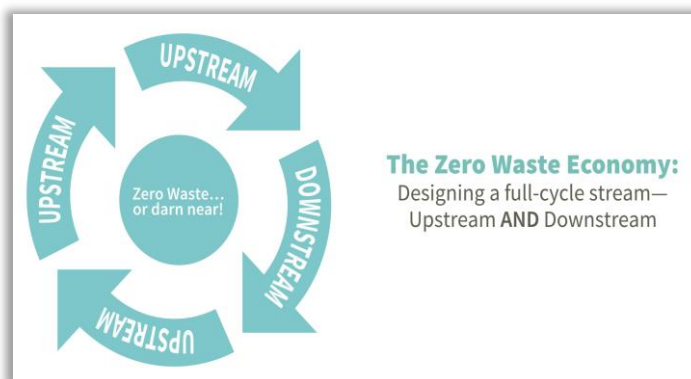 UPSTREAM
DOWNSTREAM
UPSTREAM
UPSTREAM
Zero Waste...
or darn near!
The Zero Waste Economy:
Designing a full-cycle stream—
Upstream AND Downstream